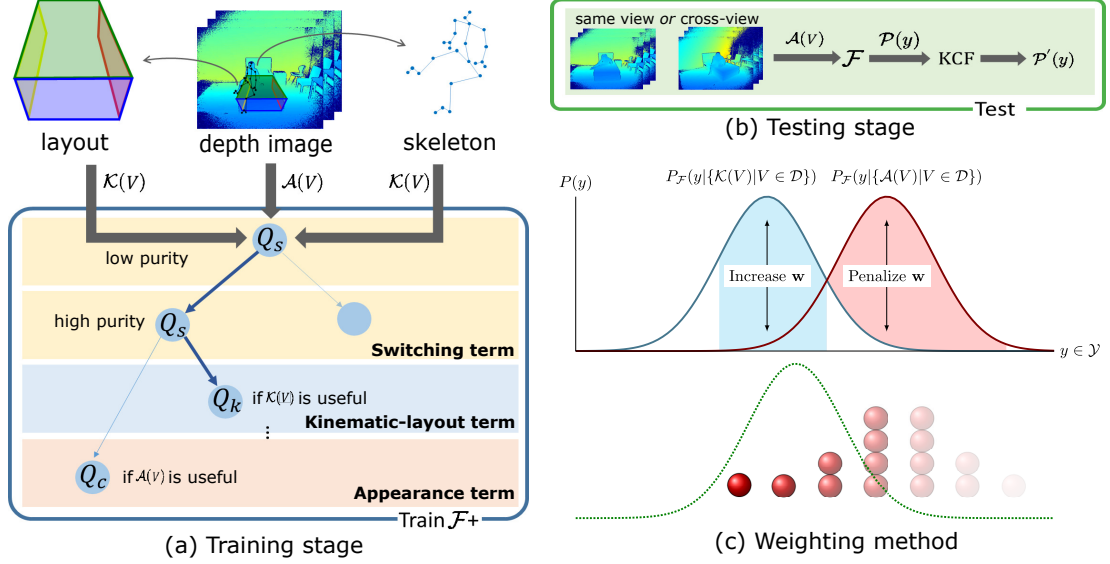 layout
depth image
skeleton
𝒦(V)
𝒜(V)
𝒦(V)
Q_s
low purity
high purity
Q_s
Switching term
Q_k
if 𝒦(V) is useful
Kinematic-layout term
⋮
Q_c
if 𝒜(V) is useful
Appearance term
Train ℱ+
(a) Training stage
same view or cross-view
𝒜(V)
ℱ
𝒫(y)
KCF
𝒫′(y)
Test
(b) Testing stage
P(y)
P_ℱ(y|{𝒦(V)|V ∈ 𝒟})
P_ℱ(y|{𝒜(V)|V ∈ 𝒟})
Increase w
Penalize w
y ∈ 𝒴
(c) Weighting method